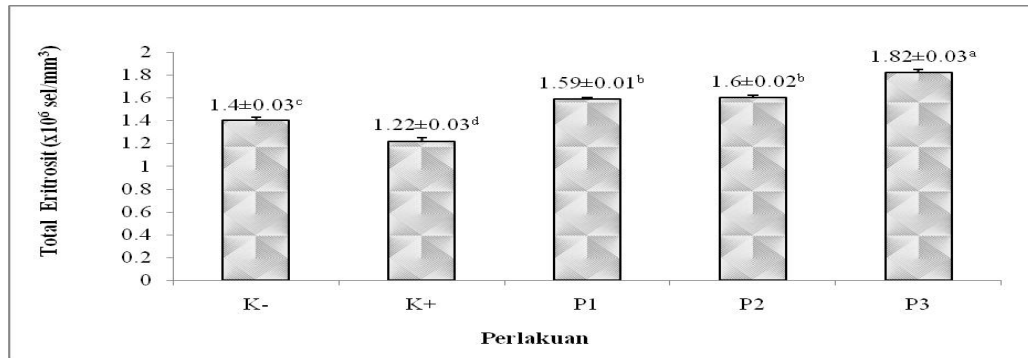 Total Eritrosit (x10⁶ sel/mm³)
2
1.8
1.6
1.4
1.2
1
0.8
0.6
0.4
0.2
0
1.4±0.03ᶜ
1.22±0.03ᵈ
1.59±0.01ᵇ
1.6±0.02ᵇ
1.82±0.03ᵃ
K- K+ P1 P2 P3
Perlakuan